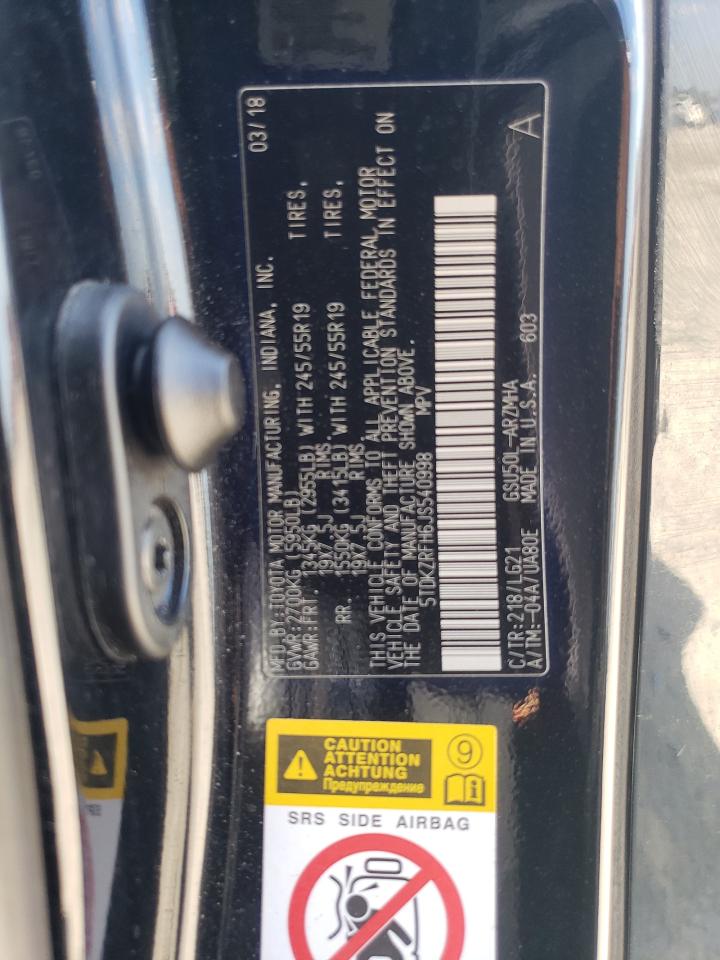 MFD.BY:TOYOTA MOTOR MANUFACTURING, INDIANA, INC. 03/18
GVWR:2700KG (5950LB)
GAWR:FRT. 1345KG (2955LB) WITH 245/55R19 TIRES,
19X7.5J RIMS,
RR. 1550KG (3415LB) WITH 245/55R19 TIRES,
19X7.5J RIMS,
THIS VEHICLE CONFORMS TO ALL APPLICABLE FEDERAL MOTOR
VEHICLE SAFETY AND THEFT PREVENTION STANDARDS IN EFFECT ON
THE DATE OF MANUFACTURE SHOWN ABOVE.
5TDKZRFH6JS540998 MPV
C/TR:218/LG21 GSU50L-ARZMHA A
A/TM:-04A/UA80E MADE IN U.S.A. 603
CAUTION
ATTENTION
ACHTUNG
Предупреждение
9
SRS SIDE AIRBAG